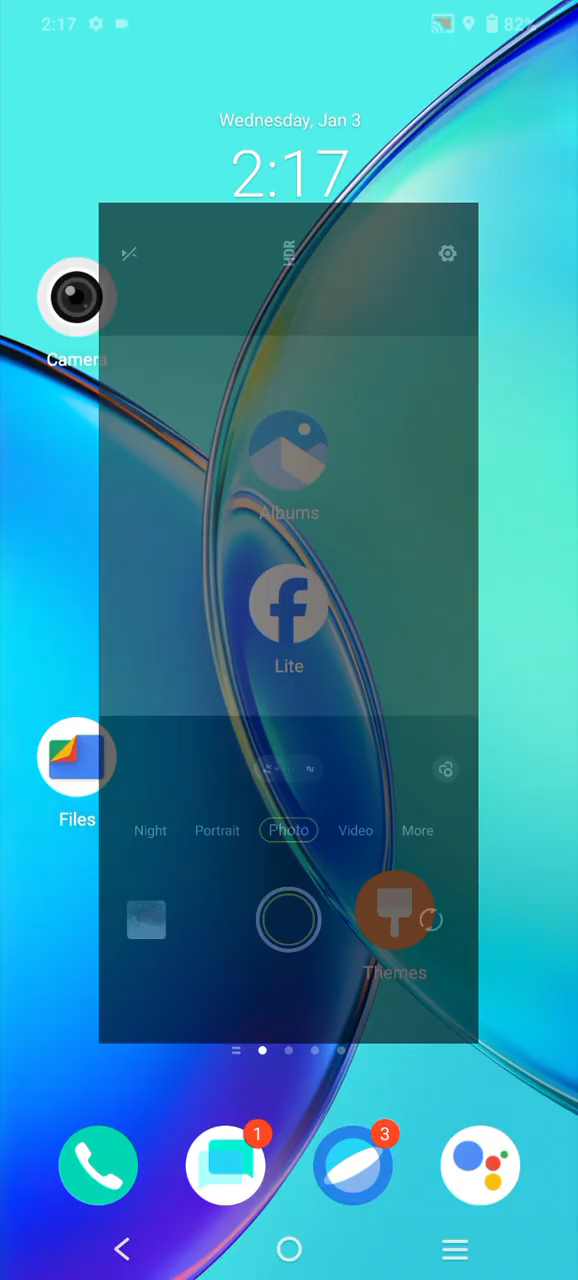 2:17
82%
Wednesday, Jan 3
2:17
HDR
Camera
Albums
Lite
Files
Night Portrait Photo Video More
Themes
1
3